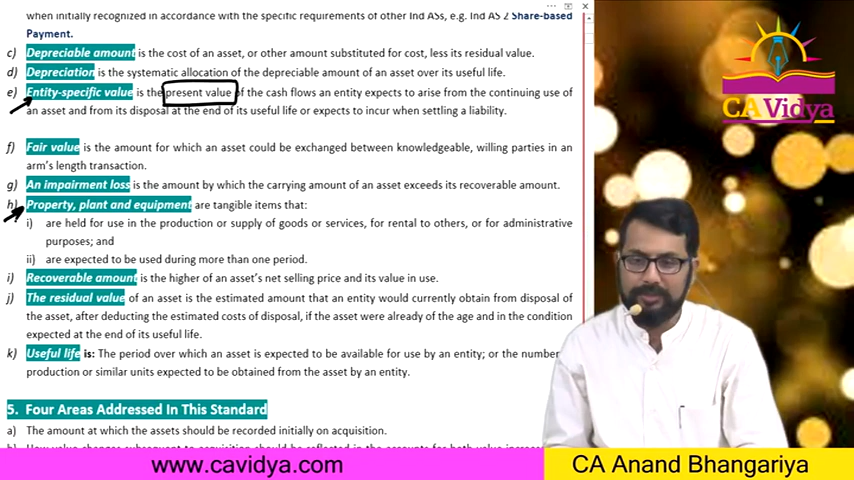 when initially recognized in accordance with the specific requirements of other Ind ASs, e.g. Ind AS 2 Share-based
Payment.
c) Depreciable amount is the cost of an asset, or other amount substituted for cost, less its residual value.
d) Depreciation is the systematic allocation of the depreciable amount of an asset over its useful life.
e) Entity-specific value is the present value of the cash flows an entity expects to arise from the continuing use of
an asset and from its disposal at the end of its useful life or expects to incur when settling a liability.
f) Fair value is the amount for which an asset could be exchanged between knowledgeable, willing parties in an
arm's length transaction.
g) An impairment loss is the amount by which the carrying amount of an asset exceeds its recoverable amount.
h) Property, plant and equipment are tangible items that:
i) are held for use in the production or supply of goods or services, for rental to others, or for administrative
purposes; and
ii) are expected to be used during more than one period.
i) Recoverable amount is the higher of an asset's net selling price and its value in use.
j) The residual value of an asset is the estimated amount that an entity would currently obtain from disposal of
the asset, after deducting the estimated costs of disposal, if the asset were already of the age and in the condition
expected at the end of its useful life.
k) Useful life is: The period over which an asset is expected to be available for use by an entity; or the number
production or similar units expected to be obtained from the asset by an entity.
5. Four Areas Addressed In This Standard
a) The amount at which the assets should be recorded initially on acquisition.
CA Vidya
www.cavidya.com
CA Anand Bhangariya